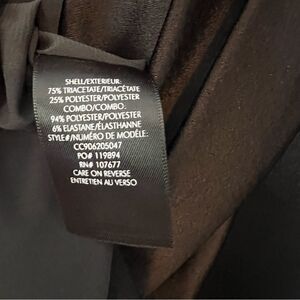 SHELL/EXTERIEUR:
75% TRIACETATE/TRIACÉTATE
25% POLYESTER/POLYESTER
COMBO/COMBO:
94% POLYESTER/POLYESTER
6% ELASTANE/ÉLASTHANNE
STYLE#/NUMÉRO DE MODÈLE:
CC906205047
PO# 119894
RN# 107677
CARE ON REVERSE
ENTRETIEN AU VERSO